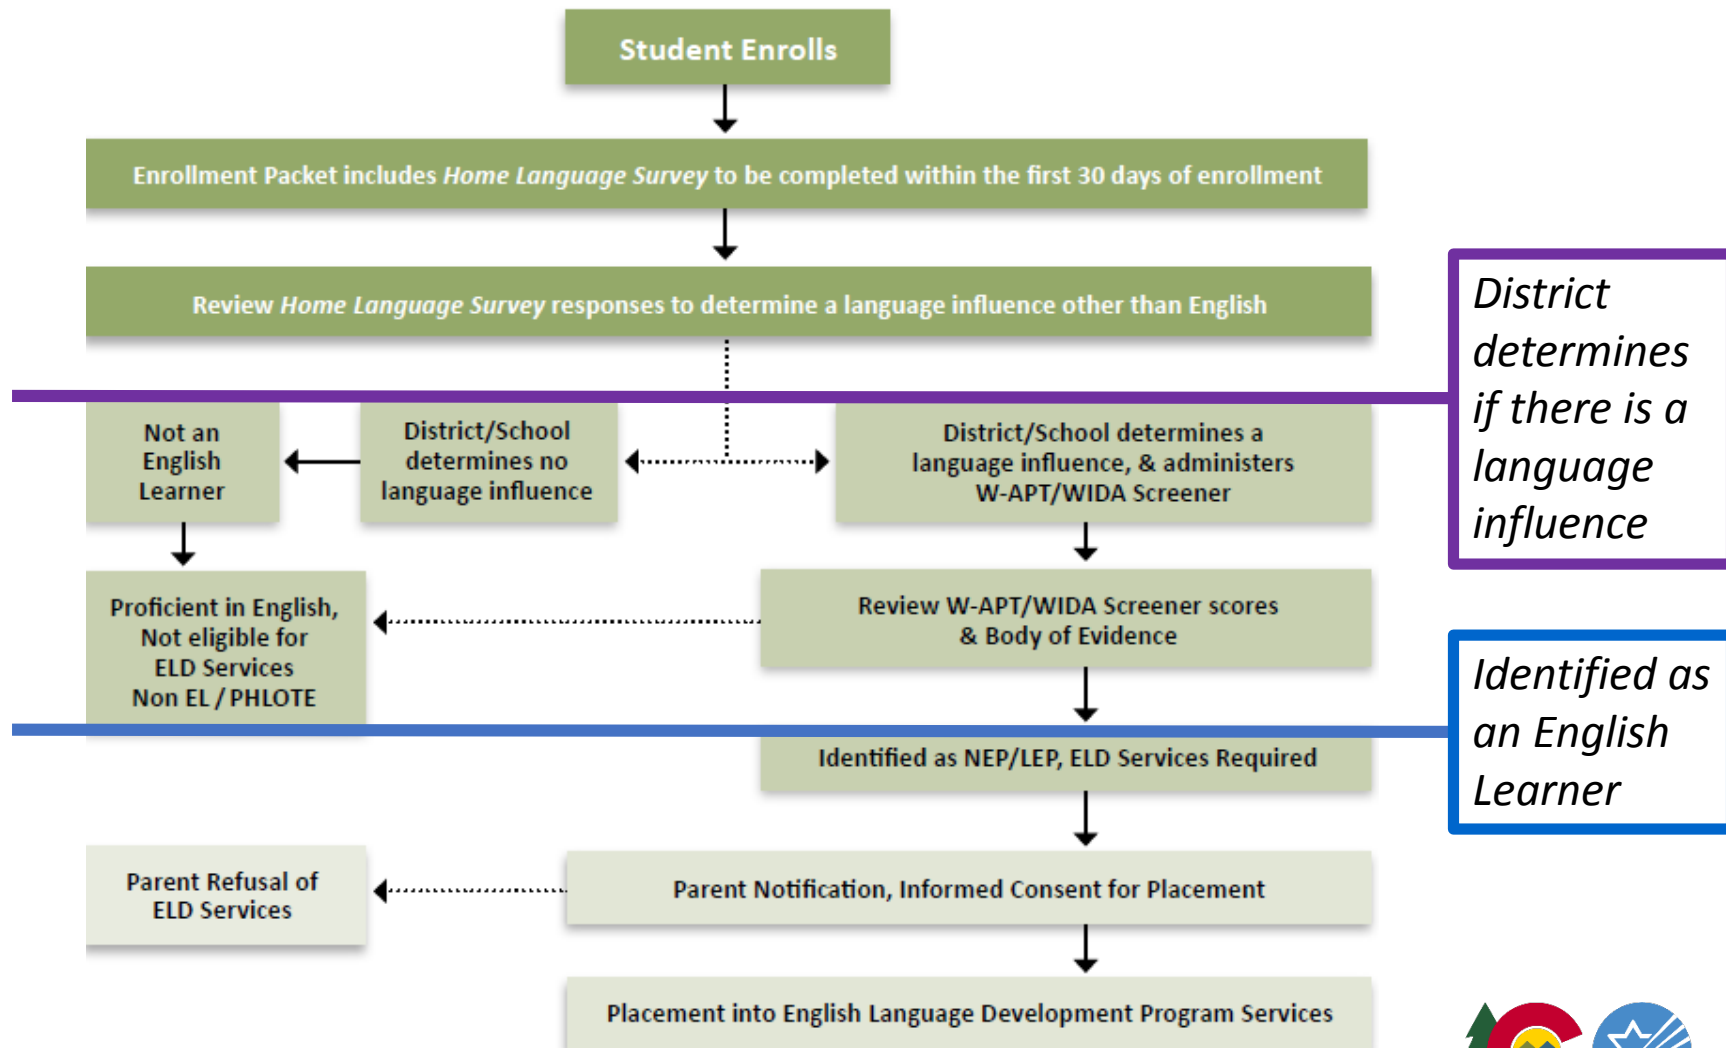 Student Enrolls
Enrollment Packet includes Home Language Survey to be completed within the first 30 days of enrollment
Review Home Language Survey responses to determine a language influence other than English
District
determines
if there is a
language
influence
Not an
English
Learner
District/School
determines no
language influence
District/School determines a
language influence, & administers
W-APT/WIDA Screener
Proficient in English,
Not eligible for
ELD Services
Non EL / PHLOTE
Review W-APT/WIDA Screener scores
& Body of Evidence
Identified as
an English
Learner
Identified as NEP/LEP, ELD Services Required
Parent Refusal of
ELD Services
Parent Notification, Informed Consent for Placement
Placement into English Language Development Program Services